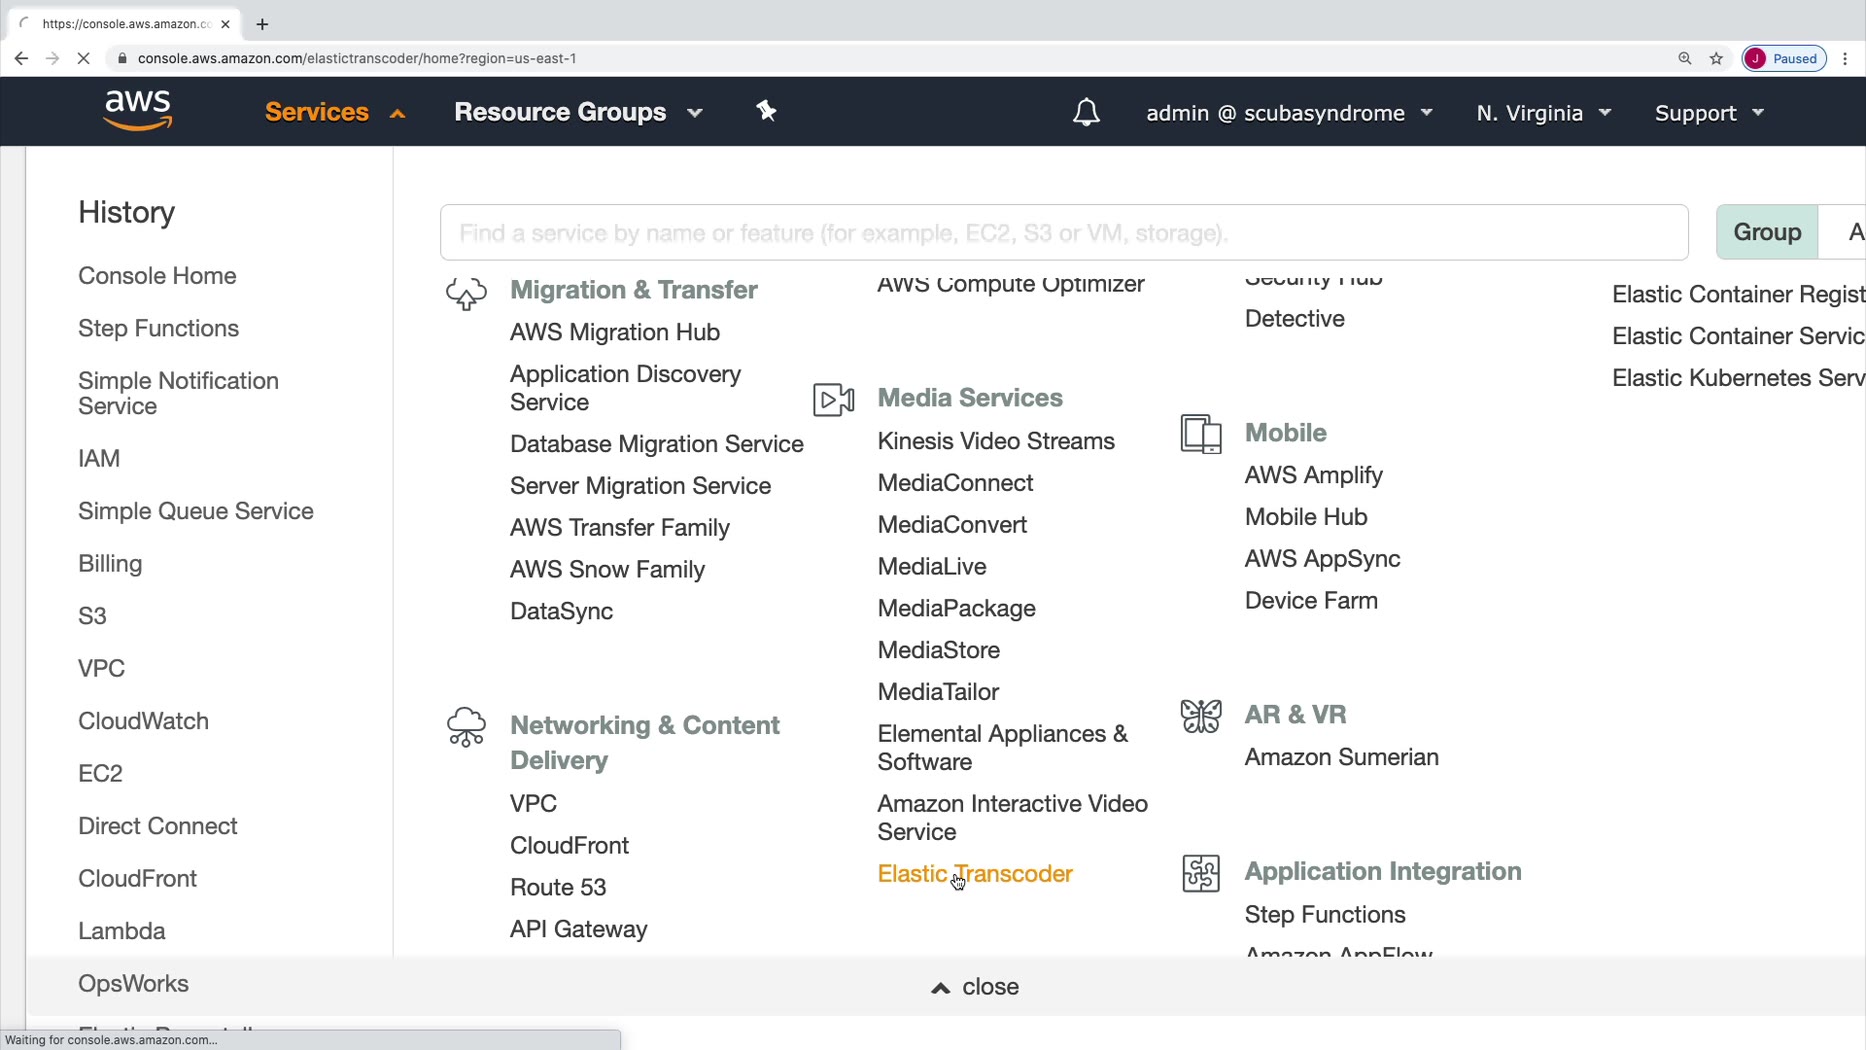 https://console.aws.amazon.co
console.aws.amazon.com/elastictranscoder/home?region=us-east-1
J Paused
aws
Services
Resource Groups
admin @ scubasyndrome
N. Virginia
Support
History
Console Home
Step Functions
Simple Notification
Service
IAM
Simple Queue Service
Billing
S3
VPC
CloudWatch
EC2
Direct Connect
CloudFront
Lambda
OpsWorks
Find a service by name or feature (for example, EC2, S3 or VM, storage).
Group
A
Migration & Transfer
AWS Migration Hub
Application Discovery
Service
Database Migration Service
Server Migration Service
AWS Transfer Family
AWS Snow Family
DataSync
Networking & Content
Delivery
VPC
CloudFront
Route 53
API Gateway
AWS Compute Optimizer
Media Services
Kinesis Video Streams
MediaConnect
MediaConvert
MediaLive
MediaPackage
MediaStore
MediaTailor
Elemental Appliances &
Software
Amazon Interactive Video
Service
Elastic Transcoder
Security Hub
Detective
Mobile
AWS Amplify
Mobile Hub
AWS AppSync
Device Farm
AR & VR
Amazon Sumerian
Application Integration
Step Functions
Amazon AppFlow
Elastic Container Regist
Elastic Container Servic
Elastic Kubernetes Serv
close
Waiting for console.aws.amazon.com...